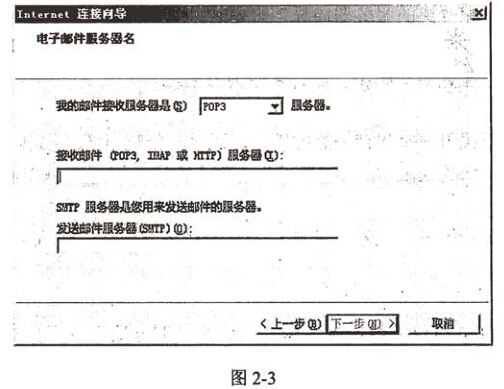 Internet 连接向导
电子邮件服务器名
我的邮件接收服务器是(S) POP3 服务器。
接收邮件 (POP3, IMAP 或 HTTP) 服务器(I):
SMTP 服务器是您用来发送邮件的服务器。
发送邮件服务器(SMTP)(O):
<上一步(B) 下一步(N) > 取消
图 2-3